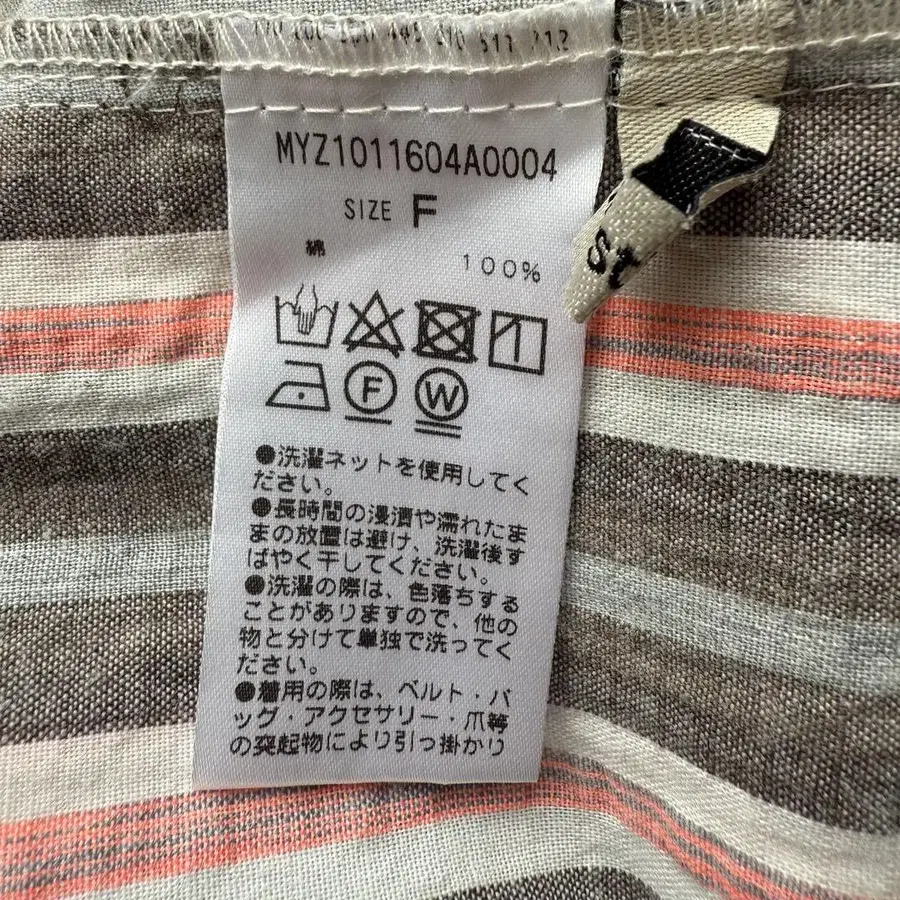 MYZ1011604A0004
SIZE F
綿 100%
st
F W
●洗濯ネットを使用してく
ださい。
●長時間の浸漬や濡れたま
まの放置は避け、洗濯後す
ばやく干してください。
●洗濯の際は、色落ちする
ことがありますので、他の
物と分けて単独で洗ってく
ださい。
●着用の際は、ベルト・バ
ッグ・アクセサリー・爪等
の突起物により引っ掛かり